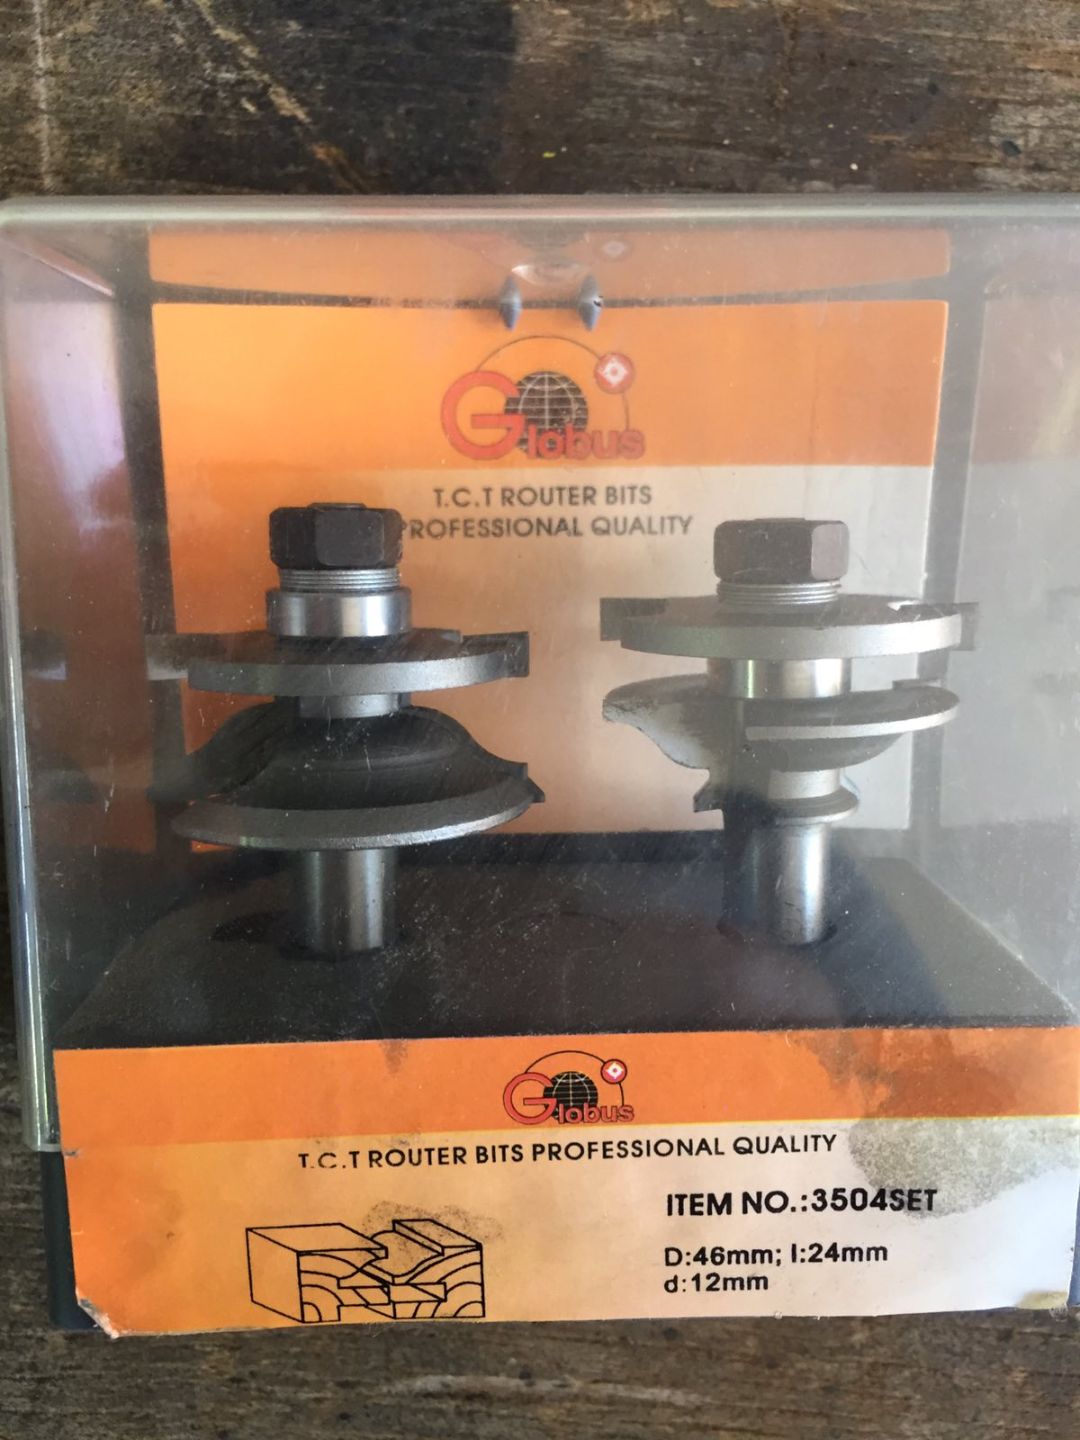 Globus
T.C.T ROUTER BITS
PROFESSIONAL QUALITY
Globus
T.C.T ROUTER BITS PROFESSIONAL QUALITY
ITEM NO.:3504SET
D:46mm; l:24mm
d:12mm